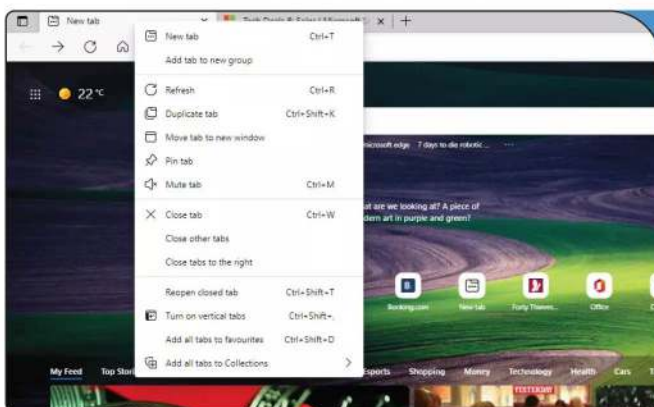 New tab
New tab Ctrl+T
Add tab to new group
Refresh Ctrl+R
Duplicate tab Ctrl+Shift+K
Move tab to new window
Pin tab
Mute tab Ctrl+M
Close tab Ctrl+W
Close other tabs
Close tabs to the right
Reopen closed tab Ctrl+Shift+T
Turn on vertical tabs Ctrl+Shift+,
Add all tabs to favourites Ctrl+Shift+D
Add all tabs to Collections
22 °C
microsoft edge 7 days to die robotic ...
at are we looking at? A piece of
dern art in purple and green?
Booking.com New tab Forty Thieves... Office
My Feed Top Stori
Esports Shopping Money Technology Health Cars T
YESTERDAY